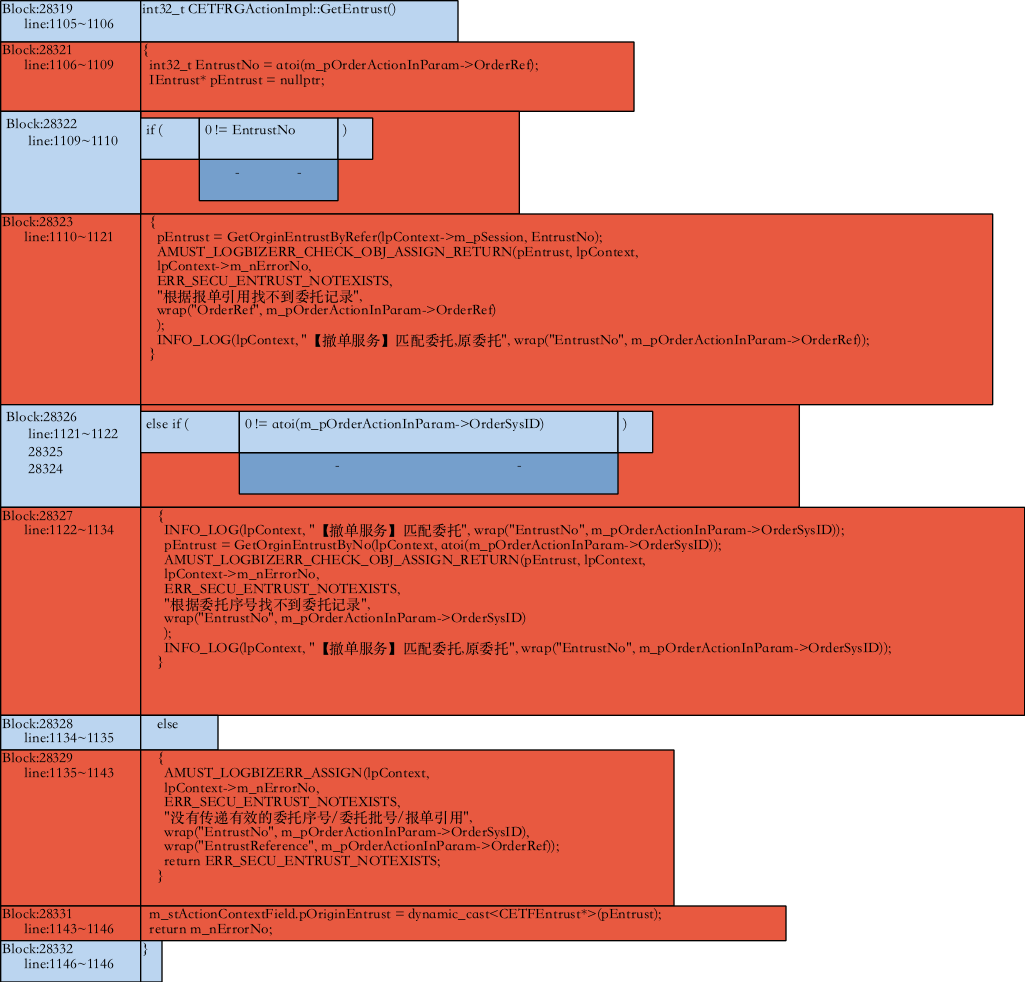 Block:28319
line:1105~1106
int32_t CETFRGActionImpl::GetEntrust()
Block:28321
line:1106~1109
{
int32_t EntrustNo = atoi(m_pOrderActionInParam->OrderRef);
IEntrust* pEntrust = nullptr;
Block:28322
line:1109~1110
if ( 0 != EntrustNo )
- -
Block:28323
line:1110~1121
{
pEntrust = GetOrginEntrustByRefer(lpContext->m_pSession, EntrustNo);
AMUST_LOGBIZERR_CHECK_OBJ_ASSIGN_RETURN(pEntrust, lpContext,
lpContext->m_nErrorNo,
ERR_SECU_ENTRUST_NOTEXISTS,
"根据报单引用找不到委托记录",
wrap("OrderRef", m_pOrderActionInParam->OrderRef)
);
INFO_LOG(lpContext, "【撤单服务】匹配委托,原委托", wrap("EntrustNo", m_pOrderActionInParam->OrderRef));
}
Block:28326
line:1121~1122
28325
28324
else if ( 0 != atoi(m_pOrderActionInParam->OrderSysID) )
- -
Block:28327
line:1122~1134
{
INFO_LOG(lpContext, "【撤单服务】匹配委托", wrap("EntrustNo", m_pOrderActionInParam->OrderSysID));
pEntrust = GetOrginEntrustByNo(lpContext, atoi(m_pOrderActionInParam->OrderSysID));
AMUST_LOGBIZERR_CHECK_OBJ_ASSIGN_RETURN(pEntrust, lpContext,
lpContext->m_nErrorNo,
ERR_SECU_ENTRUST_NOTEXISTS,
"根据委托序号找不到委托记录",
wrap("EntrustNo", m_pOrderActionInParam->OrderSysID)
);
INFO_LOG(lpContext, "【撤单服务】匹配委托,原委托", wrap("EntrustNo", m_pOrderActionInParam->OrderSysID));
}
Block:28328
line:1134~1135
else
Block:28329
line:1135~1143
{
AMUST_LOGBIZERR_ASSIGN(lpContext,
lpContext->m_nErrorNo,
ERR_SECU_ENTRUST_NOTEXISTS,
"没有传递有效的委托序号/委托批号/报单引用",
wrap("EntrustNo", m_pOrderActionInParam->OrderSysID),
wrap("EntrustReference", m_pOrderActionInParam->OrderRef));
return ERR_SECU_ENTRUST_NOTEXISTS;
}
Block:28331
line:1143~1146
m_stActionContextField.pOriginEntrust = dynamic_cast<CETFEntrust*>(pEntrust);
return m_nErrorNo;
Block:28332
line:1146~1146
}